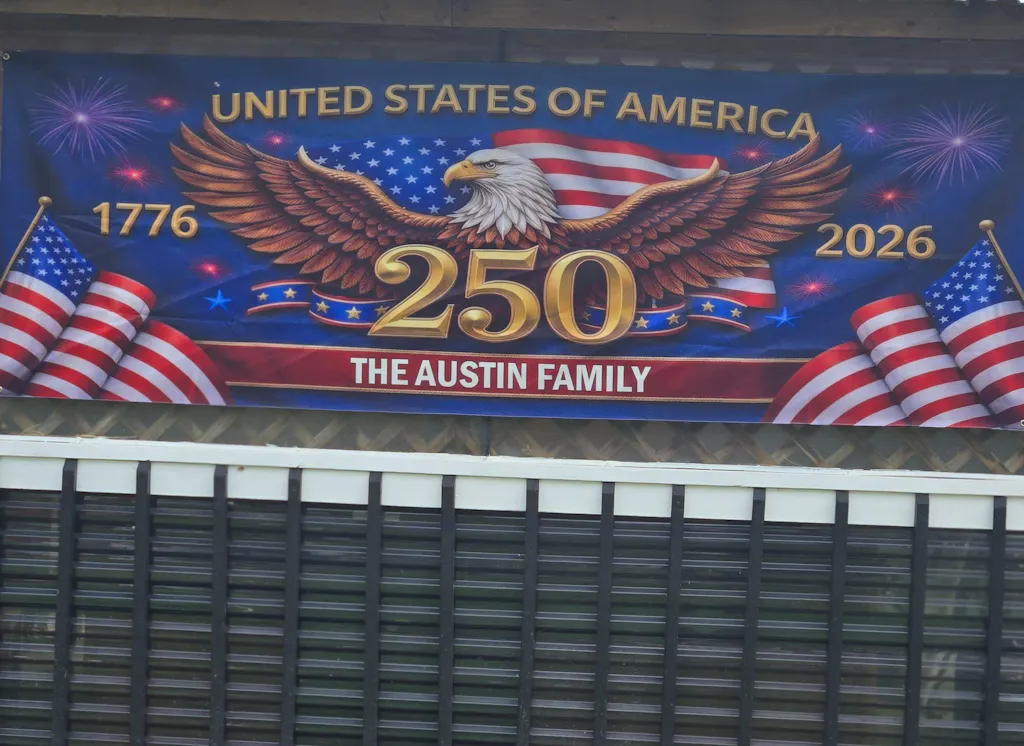 UNITED STATES OF AMERICA
1776
2026
250
THE AUSTIN FAMILY